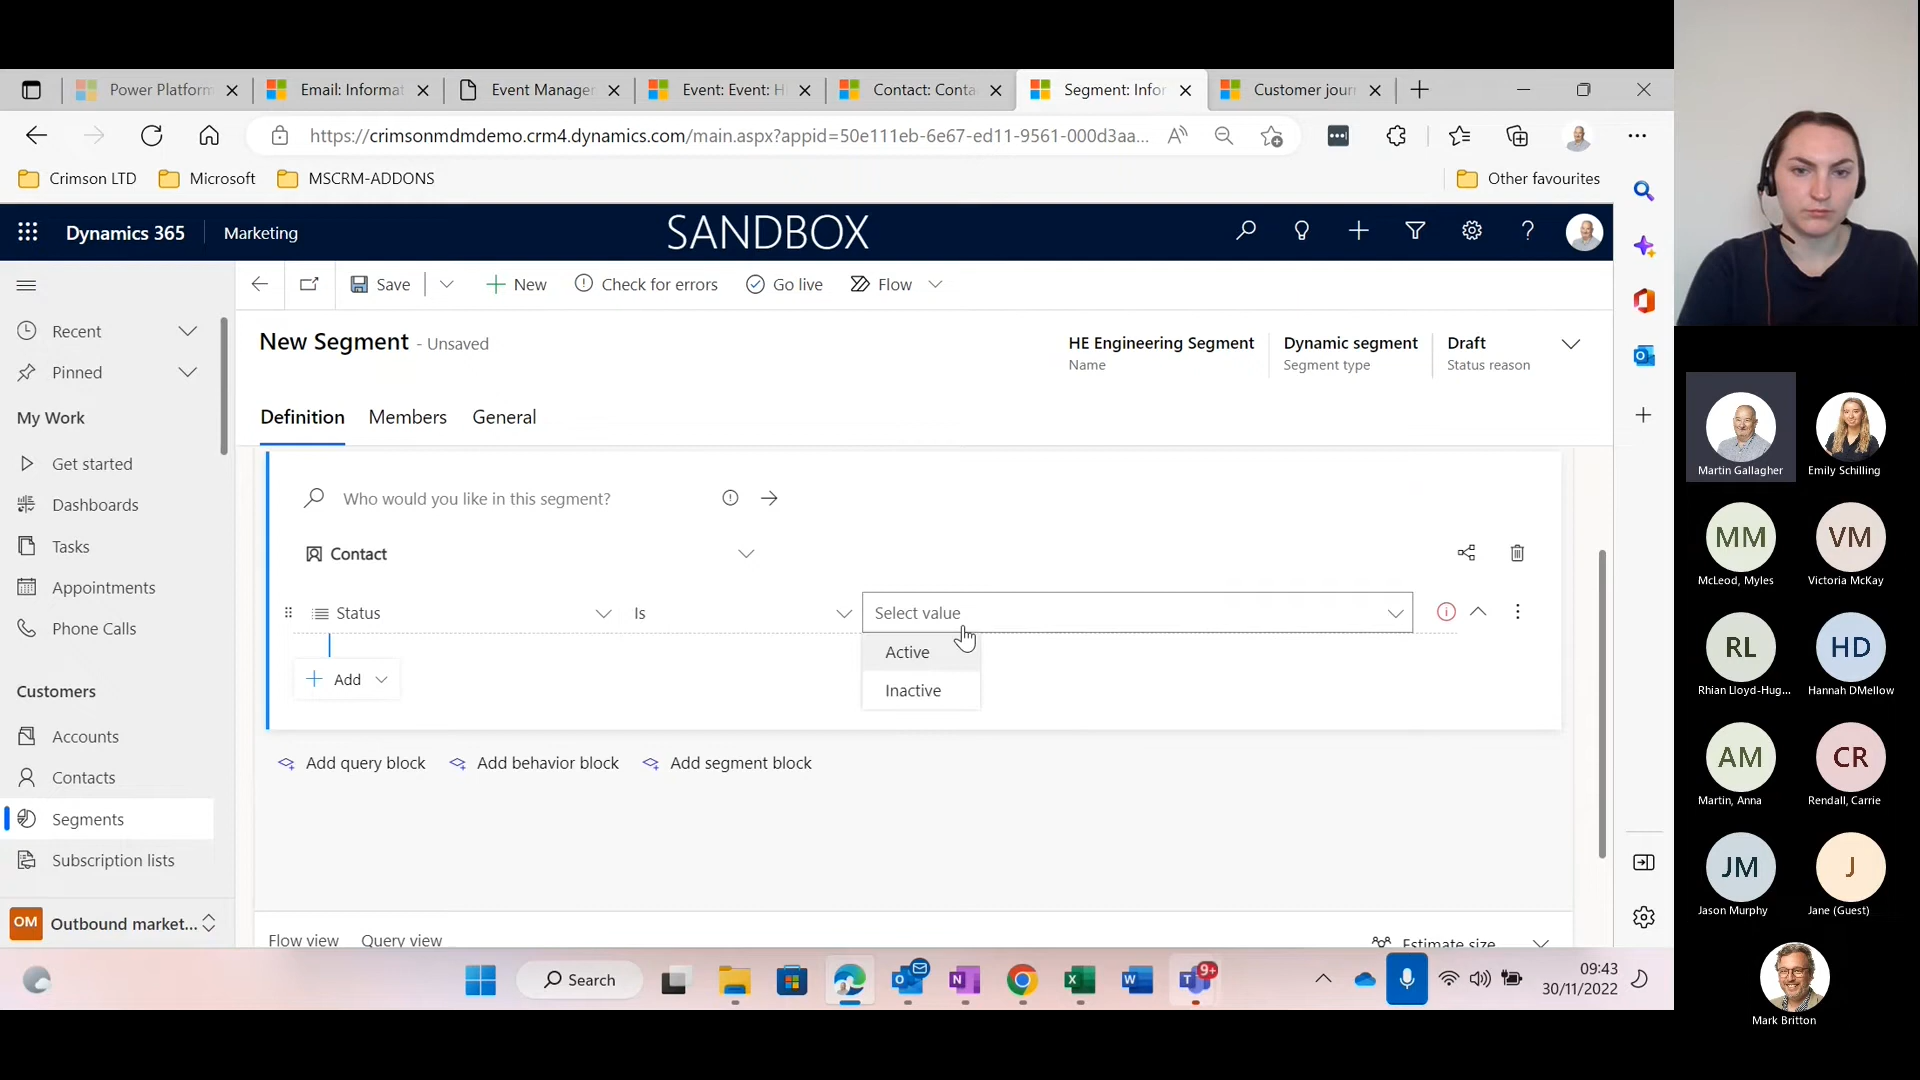 Power Platform
Email: Informat
Event Manage
Event: Event: H
Contact: Conta
Segment: Infor
Customer jour
https://crimsonmdmdemo.crm4.dynamics.com/main.aspx?appid=50e111eb-6e67-ed11-9561-000d3aa...
Crimson LTD
Microsoft
MSCRM-ADDONS
Other favourites
Dynamics 365
Marketing
SANDBOX
Save
New
Check for errors
Go live
Flow
Recent
Pinned
My Work
Get started
Dashboards
Tasks
Appointments
Phone Calls
Customers
Accounts
Contacts
Segments
Subscription lists
OM
Outbound market...
New Segment - Unsaved
HE Engineering Segment
Name
Dynamic segment
Segment type
Draft
Status reason
Definition
Members
General
Who would you like in this segment?
Contact
Status
Is
Select value
Active
Inactive
Add
Add query block
Add behavior block
Add segment block
Flow view
Query view
Estimate size
Search
9+
09:43
30/11/2022
Martin Gallagher
Emily Schilling
MM
McLeod, Myles
VM
Victoria McKay
RL
Rhian Lloyd-Hug...
HD
Hannah DMellow
AM
Martin, Anna
CR
Rendall, Carrie
JM
Jason Murphy
J
Jane (Guest)
Mark Britton